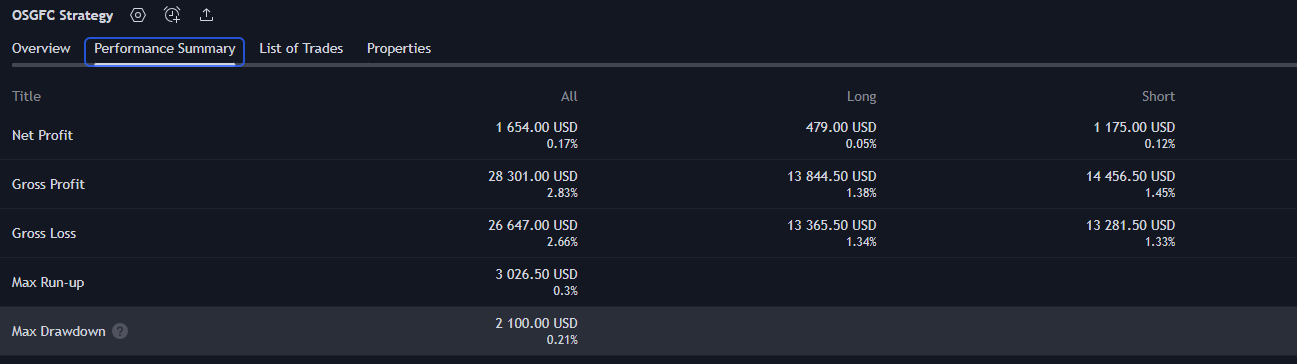 OSGFC Strategy
Overview Performance Summary List of Trades Properties
Title All Long Short
Net Profit 1 654.00 USD 479.00 USD 1 175.00 USD
0.17% 0.05% 0.12%
Gross Profit 28 301.00 USD 13 844.50 USD 14 456.50 USD
2.83% 1.38% 1.45%
Gross Loss 26 647.00 USD 13 365.50 USD 13 281.50 USD
2.66% 1.34% 1.33%
Max Run-up 3 026.50 USD
0.3%
Max Drawdown ? 2 100.00 USD
0.21%